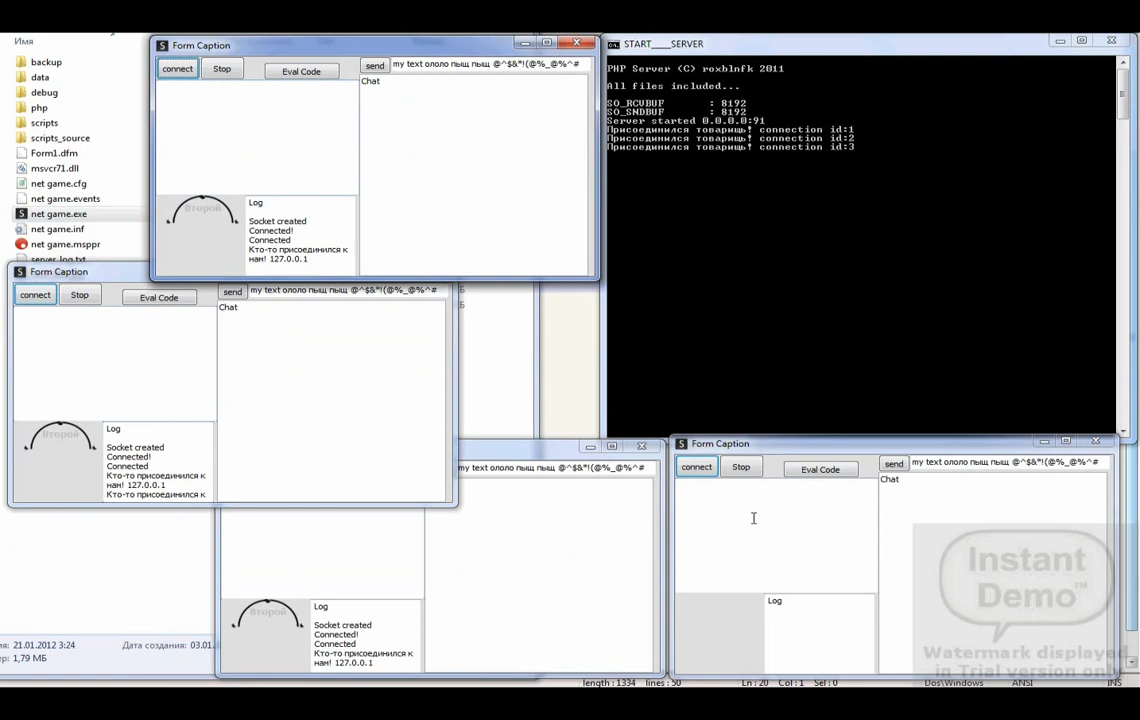 Имя
backup
data
debug
php
scripts
scripts_source
Form1.dfm
msvcr71.dll
net game.cfg
net game.events
net game.exe
net game.inf
net game.msppr
server_log.txt
Form Caption
connect
Stop
Eval Code
send
my text ололо пыщ пыщ @^$&*!(@%_@%^#
Chat
Второй
Log
Socket created
Connected!
Connected
Кто-то присоединился к
нам! 127.0.0.1
START____SERVER
PHP Server (C) roxblnfk 2011
All files included...
SO_RCVBUF : 8192
SO_SNDBUF : 8192
Server started 0.0.0.0:91
Присоединился товарищь! connection id:1
Присоединился товарищь! connection id:2
Присоединился товарищь! connection id:3
Form Caption
connect
Stop
Eval Code
send
my text ололо пыщ пыщ @^$&*!(@%_@%^#
Chat
Второй
Log
Socket created
Connected!
Connected
Кто-то присоединился к
нам! 127.0.0.1
Кто-то присоединился к
my text ололо пыщ пыщ @^$&*!(@%_@%^#
Второй
Log
Socket created
Connected!
Connected
Кто-то присоединился к
нам! 127.0.0.1
Form Caption
connect
Stop
Eval Code
send
my text ололо пыщ пыщ @^$&*!(@%_@%^#
Chat
Log
Instant
Demo™
Watermark displayed
in Trial version only
21.01.2012 3:24
Дата создания: 03.01.
1,79 МБ
length : 1334 lines : 50
Ln : 20 Col : 1 Sel : 0
Dos\Windows
ANSI
INS